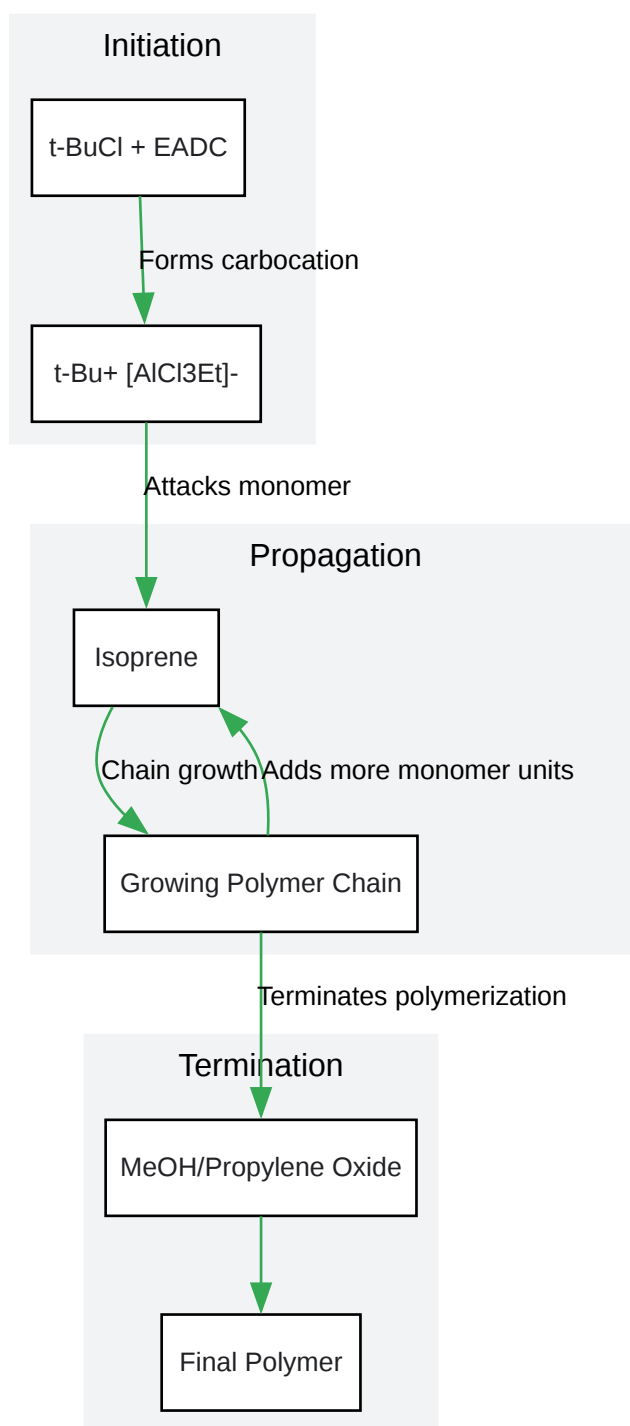 Initiation
t-BuCl + EADC
Forms carbocation
t-Bu+ [AlCl3Et]-
Attacks monomer
Propagation
Isoprene
Chain growth
Adds more monomer units
Growing Polymer Chain
Terminates polymerization
Termination
MeOH/Propylene Oxide
Final Polymer